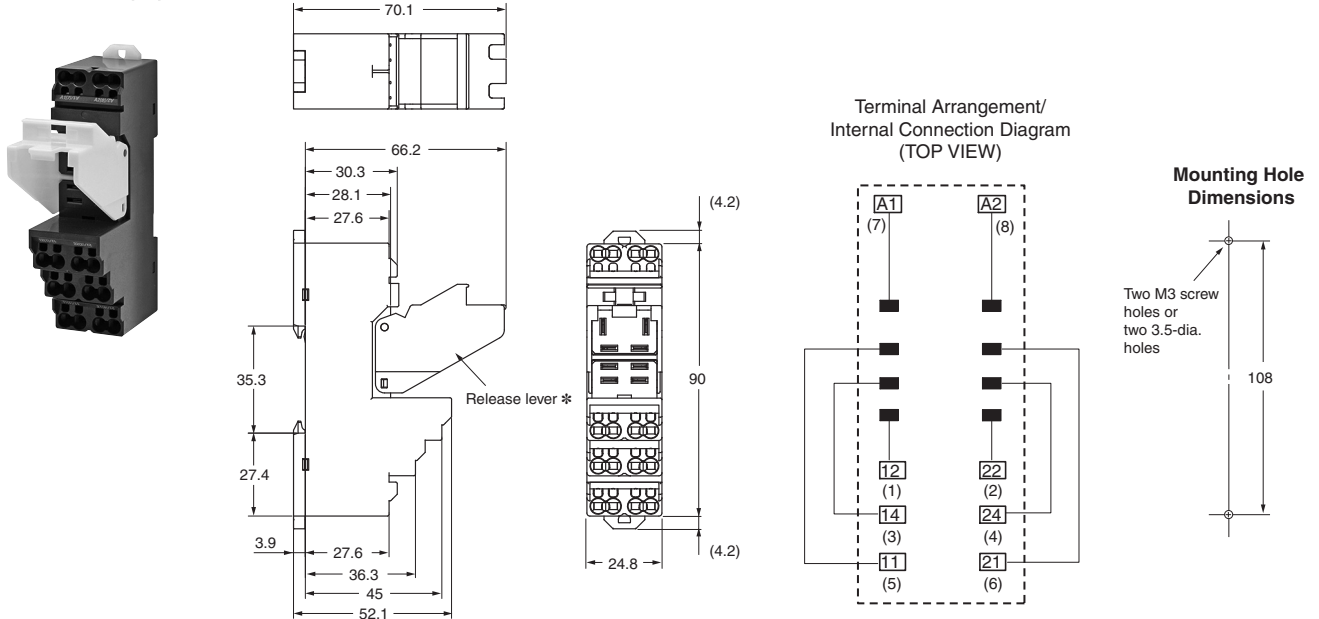 70.1
66.2
30.3
28.1
27.6
35.3
27.4
3.9
27.6
36.3
45
52.1
Release lever ✻
(4.2)
90
(4.2)
24.8
Terminal Arrangement/
Internal Connection Diagram
(TOP VIEW)
A1
A2
(7)
(8)
12
22
(1)
(2)
14
24
(3)
(4)
11
21
(5)
(6)
Mounting Hole
Dimensions
Two M3 screw
holes or
two 3.5-dia.
holes
108